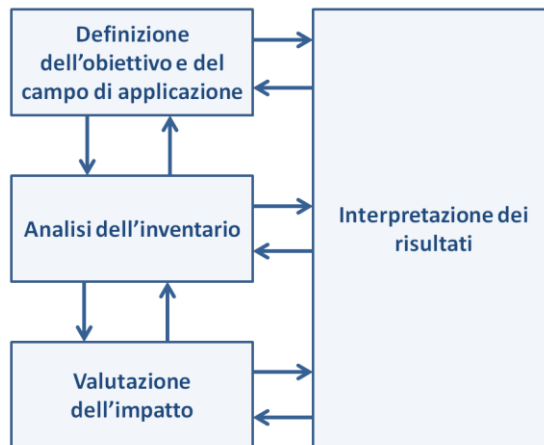 Definizione
dell'obiettivo e del
campo di applicazione
Analisi dell'inventario
Interpretazione dei
risultati
Valutazione
dell'impatto